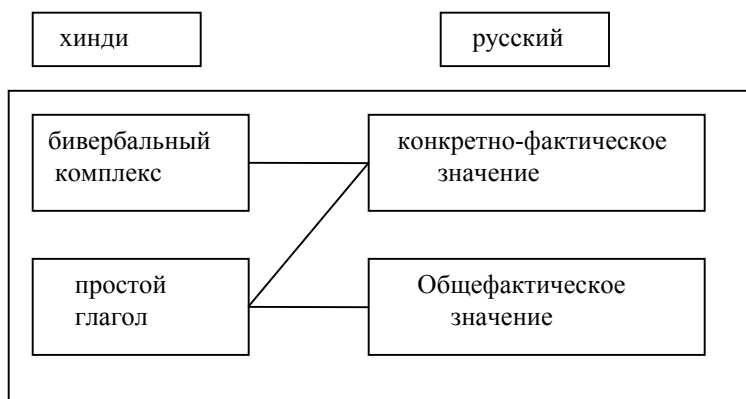 хинди
русский
бивербальный
комплекс
конкретно-фактическое
значение
простой
глагол
Общефактическое
значение